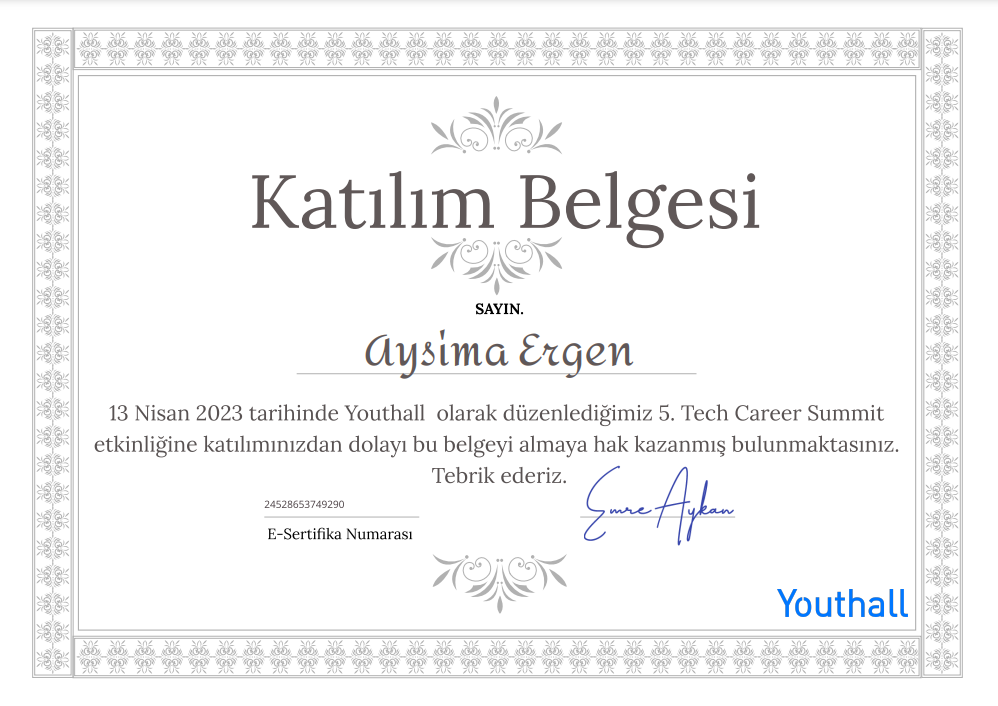 Katılım Belgesi
SAYIN.
Aysima Ergen
13 Nisan 2023 tarihinde Youthall olarak düzenlediğimiz 5. Tech Career Summit
etkinliğine katılımınızdan dolayı bu belgeyi almaya hak kazanmış bulunmaktasınız.
Tebrik ederiz.
24528653749290
Emre Aykan
E-Sertifika Numarası
Youthall